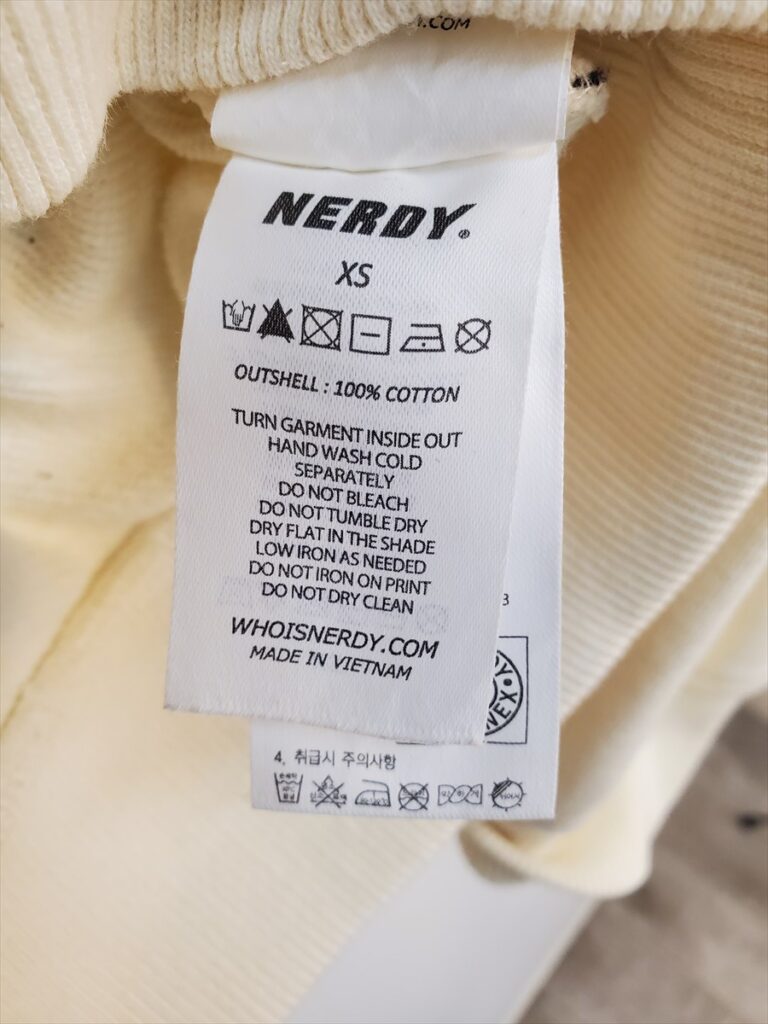 .COM
NERDY.®
XS
OUTSHELL : 100% COTTON
TURN GARMENT INSIDE OUT
HAND WASH COLD
SEPARATELY
DO NOT BLEACH
DO NOT TUMBLE DRY
DRY FLAT IN THE SHADE
LOW IRON AS NEEDED
DO NOT IRON ON PRINT
DO NOT DRY CLEAN
WHOISNERDY.COM
MADE IN VIETNAM
3
4. 취급시 주의사항